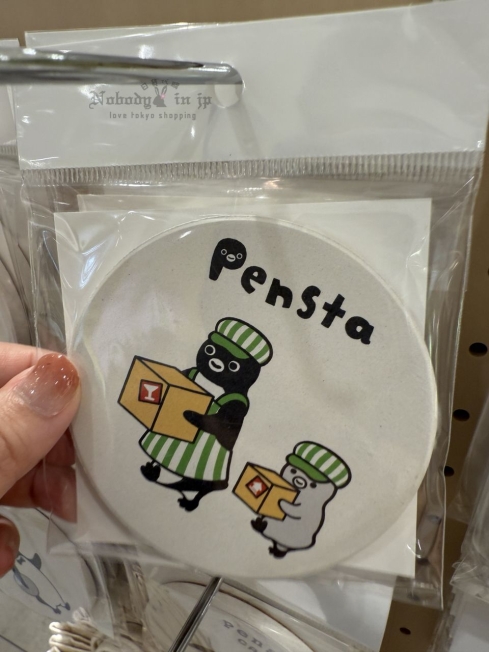 Nobody in jp
love tokyo shopping
Pensta